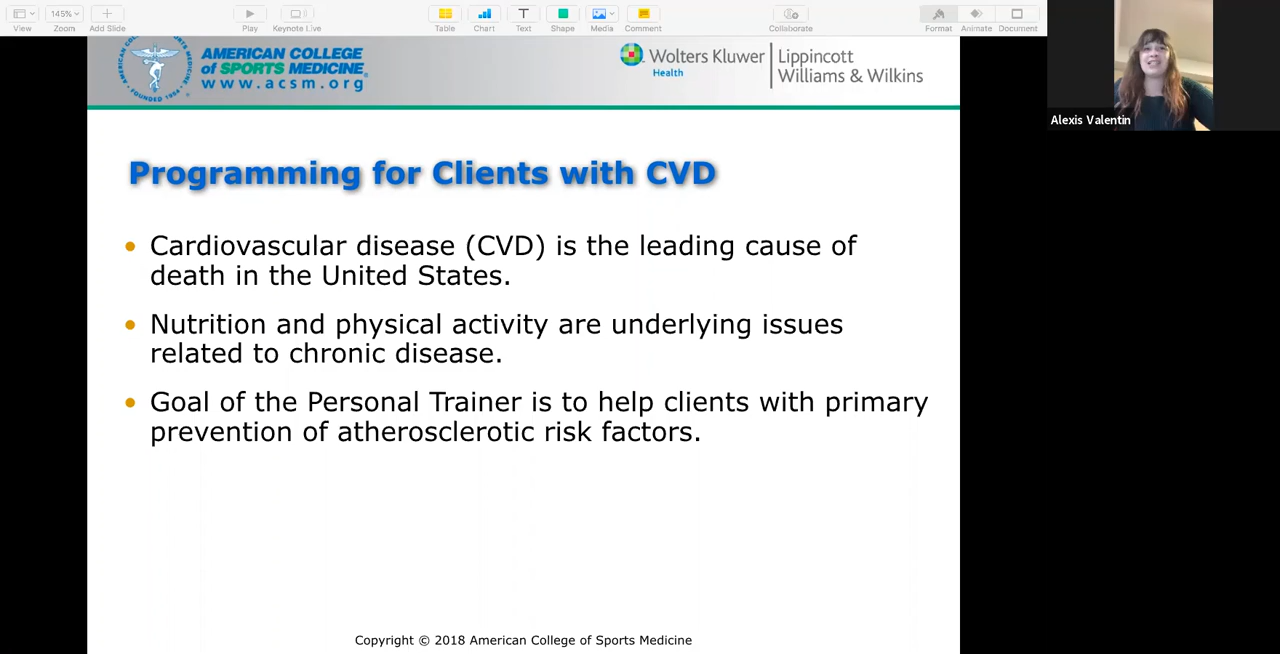 View
145%
Zoom
Add Slide
Play
Keynote Live
Table
Chart
Text
Shape
Media
Comment
Collaborate
Format
Animate
Document
AMERICAN COLLEGE
of SPORTS MEDICINE
www.acsm.org
Wolters Kluwer
Health
Lippincott
Williams & Wilkins
Alexis Valentin
Programming for Clients with CVD
• Cardiovascular disease (CVD) is the leading cause of
death in the United States.
• Nutrition and physical activity are underlying issues
related to chronic disease.
• Goal of the Personal Trainer is to help clients with primary
prevention of atherosclerotic risk factors.
Copyright © 2018 American College of Sports Medicine